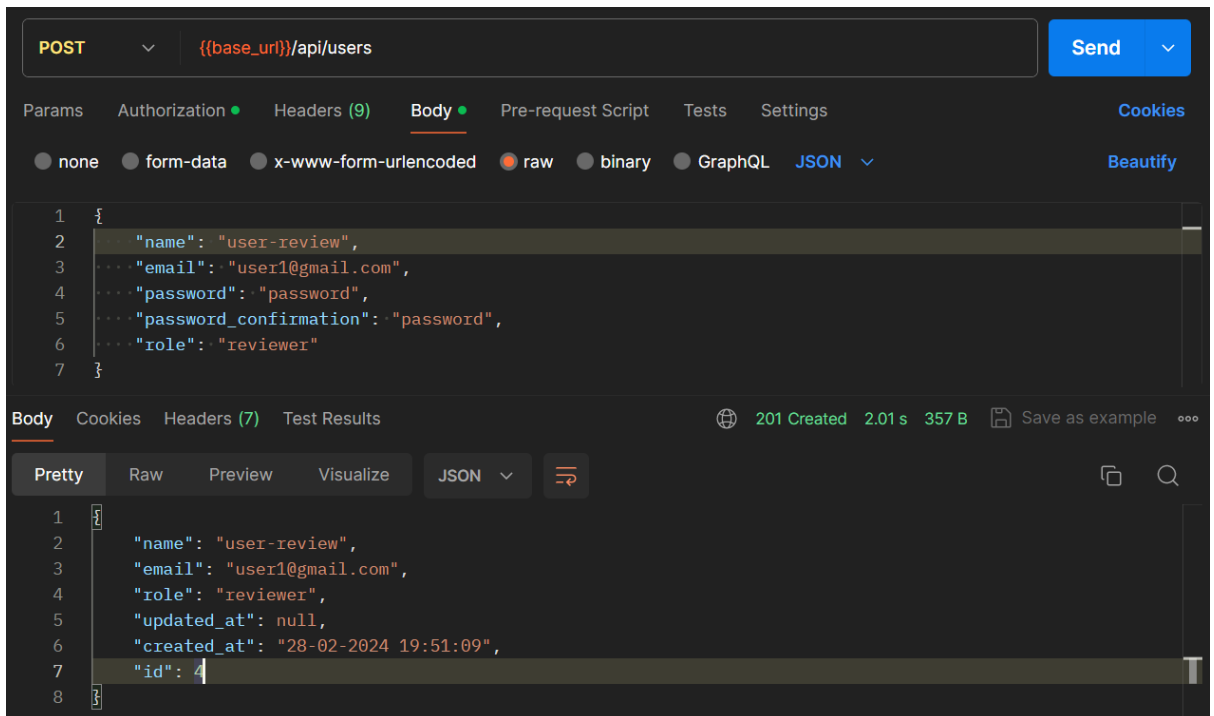 POST {{base_url}}/api/users Send
Params Authorization Headers (9) Body Pre-request Script Tests Settings Cookies
none form-data x-www-form-urlencoded raw binary GraphQL JSON Beautify
1 {
2 "name": "user-review",
3 "email": "user1@gmail.com",
4 "password": "password",
5 "password_confirmation": "password",
6 "role": "reviewer"
7 }
Body Cookies Headers (7) Test Results 201 Created 2.01 s 357 B Save as example
Pretty Raw Preview Visualize JSON
1 {
2 "name": "user-review",
3 "email": "user1@gmail.com",
4 "role": "reviewer",
5 "updated_at": null,
6 "created_at": "28-02-2024 19:51:09",
7 "id": 4
8 }